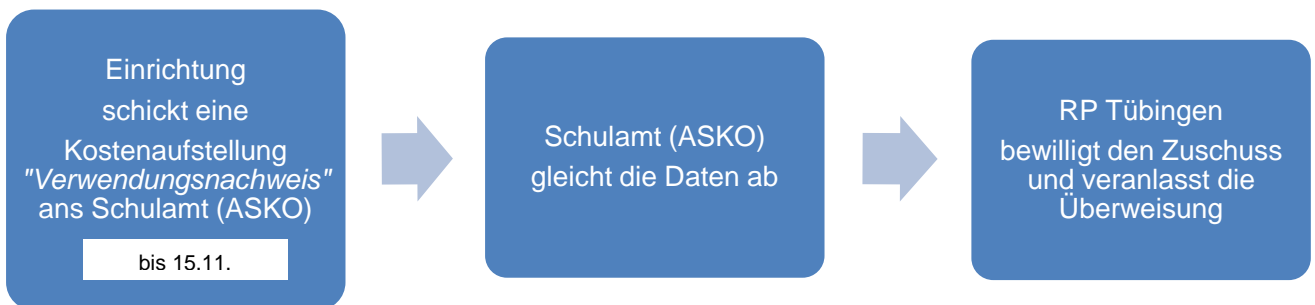 Einrichtung
schickt eine
Kostenaufstellung
"Verwendungsnachweis"
ans Schulamt (ASKO)
bis 15.11.
Schulamt (ASKO)
gleicht die Daten ab
RP Tübingen
bewilligt den Zuschuss
und veranlasst die
Überweisung